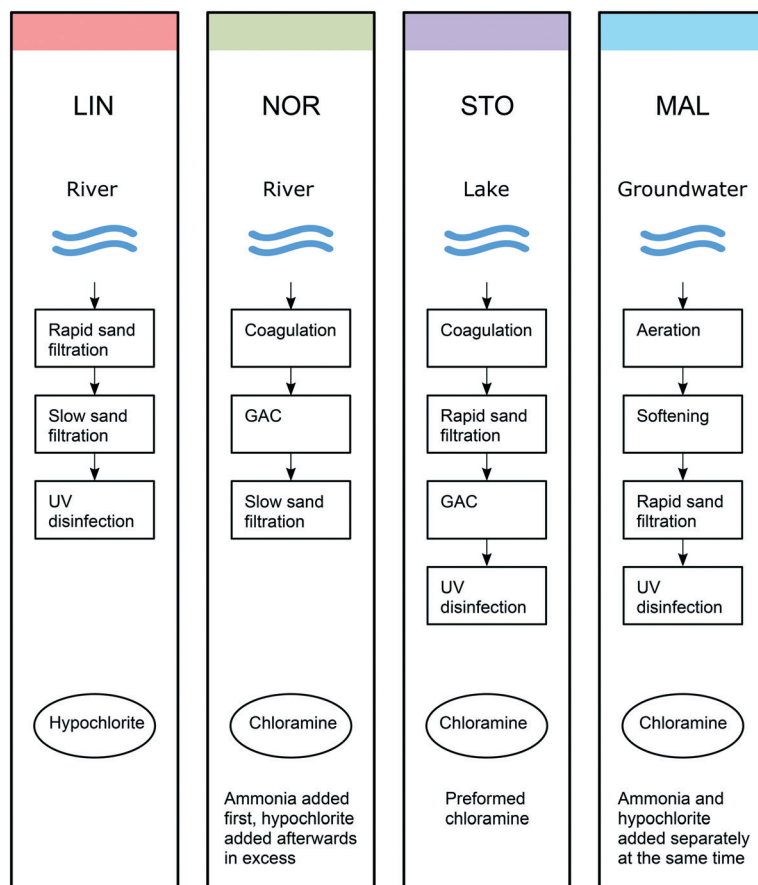 LIN
River
Rapid sand
filtration
Slow sand
filtration
UV
disinfection
Hypochlorite
NOR
River
Coagulation
GAC
Slow sand
filtration
Chloramine
Ammonia added
first, hypochlorite
added afterwards
in excess
STO
Lake
Coagulation
Rapid sand
filtration
GAC
UV
disinfection
Chloramine
Preformed
chloramine
MAL
Groundwater
Aeration
Softening
Rapid sand
filtration
UV
disinfection
Chloramine
Ammonia and
hypochlorite
added separately
at the same time